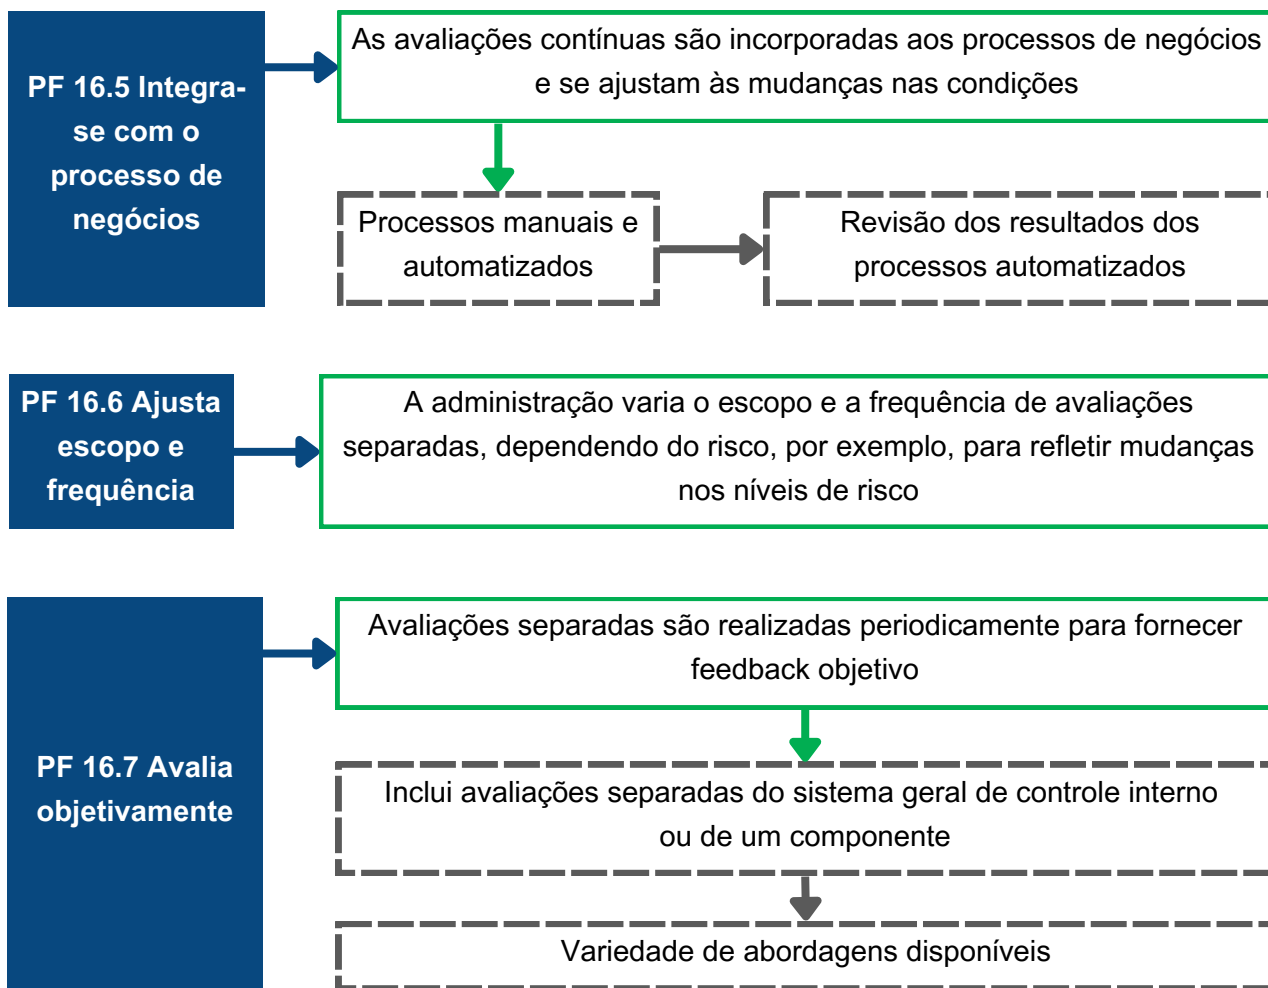 PF 16.5 Integra-
se com o
processo de
negócios
As avaliações contínuas são incorporadas aos processos de negócios
e se ajustam às mudanças nas condições
Processos manuais e
automatizados
Revisão dos resultados dos
processos automatizados
PF 16.6 Ajusta
escopo e
frequência
A administração varia o escopo e a frequência de avaliações
separadas, dependendo do risco, por exemplo, para refletir mudanças
nos níveis de risco
PF 16.7 Avalia
objetivamente
Avaliações separadas são realizadas periodicamente para fornecer
feedback objetivo
Inclui avaliações separadas do sistema geral de controle interno
ou de um componente
Variedade de abordagens disponíveis